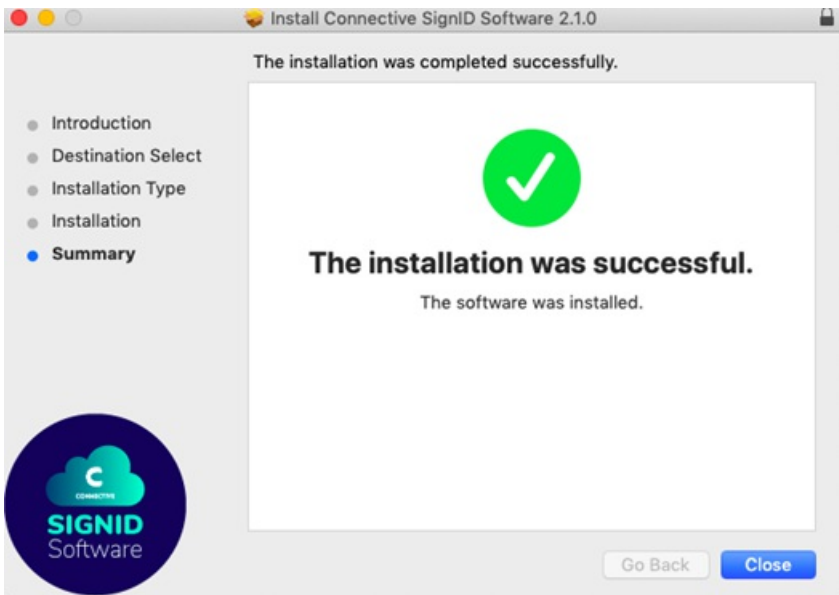 Install Connective SignID Software 2.1.0
The installation was completed successfully.
Introduction
Destination Select
Installation Type
Installation
Summary
The installation was successful.
The software was installed.
C
CONNECTIVE
SIGNID
Software
Go Back
Close